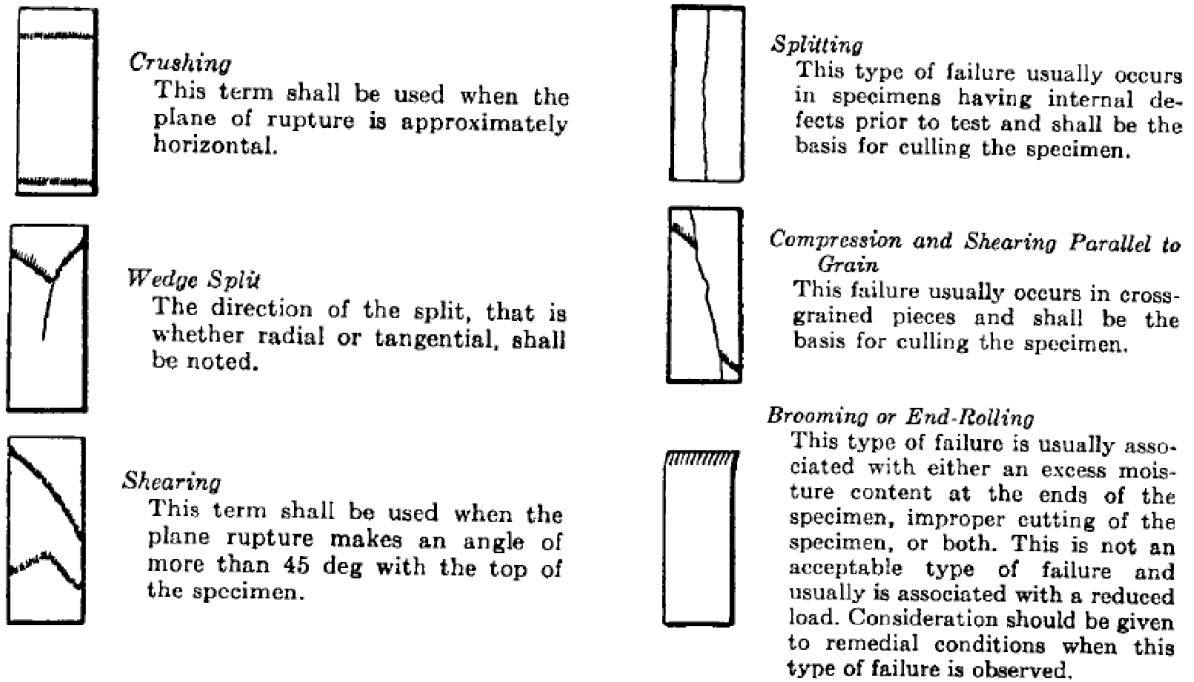 Crushing
This term shall be used when the
plane of rupture is approximately
horizontal.
Wedge Split
The direction of the split, that is
whether radial or tangential, shall
be noted.
Shearing
This term shall be used when the
plane rupture makes an angle of
more than 45 deg with the top of
the specimen.
Splitting
This type of failure usually occurs
in specimens having internal de-
fects prior to test and shall be the
basis for culling the specimen.
Compression and Shearing Parallel to
Grain
This failure usually occurs in cross-
grained pieces and shall be the
basis for culling the specimen.
Brooming or End-Rolling
This type of failure is usually asso-
ciated with either an excess mois-
ture content at the ends of the
specimen, improper cutting of the
specimen, or both. This is not an
acceptable type of failure and
usually is associated with a reduced
load. Consideration should be given
to remedial conditions when this
type of failure is observed.